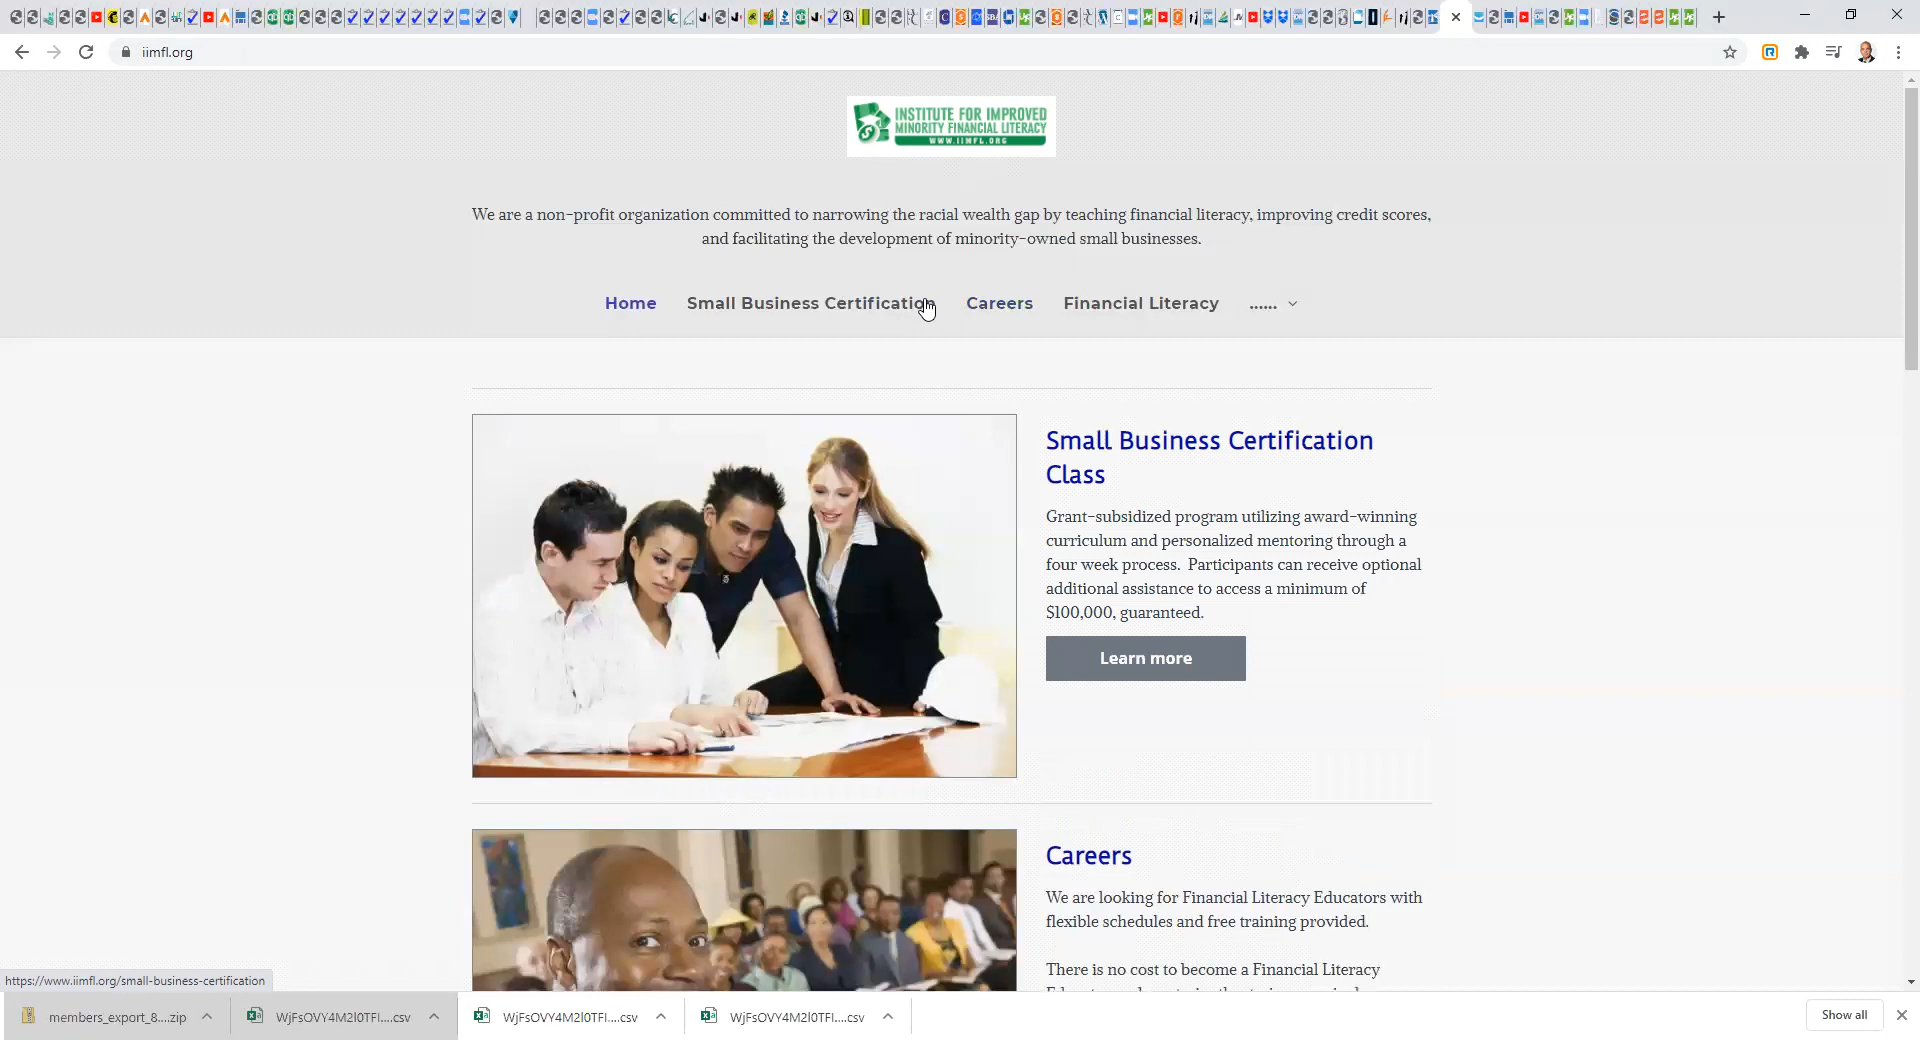 iimfl.org
INSTITUTE FOR IMPROVED
MINORITY FINANCIAL LITERACY
WWW.IIMFL.ORG
We are a non-profit organization committed to narrowing the racial wealth gap by teaching financial literacy, improving credit scores,
and facilitating the development of minority-owned small businesses.
Home Small Business Certification Careers Financial Literacy ......
Small Business Certification
Class
Grant-subsidized program utilizing award-winning
curriculum and personalized mentoring through a
four week process. Participants can receive optional
additional assistance to access a minimum of
$100,000, guaranteed.
Learn more
Careers
We are looking for Financial Literacy Educators with
flexible schedules and free training provided.
There is no cost to become a Financial Literacy
https://www.iimfl.org/small-business-certification
members_export_8....zip WjFsOVY4M2l0TFI....csv WjFsOVY4M2l0TFI....csv WjFsOVY4M2l0TFI....csv Show all